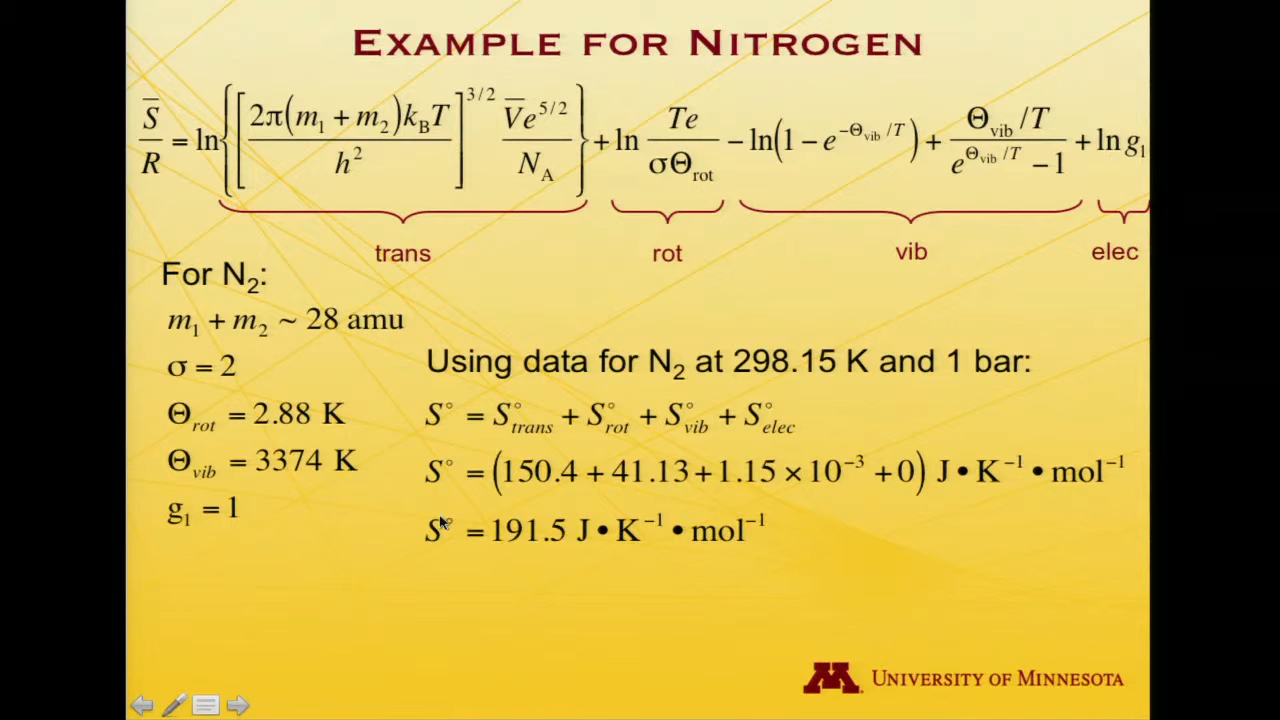 EXAMPLE FOR NITROGEN
S̅/R = ln{[2π(m₁ + m₂)k_BT / h²]^(3/2) V̅e^(5/2) / N_A} + ln Te/σΘ_rot − ln(1 − e^(−Θ_vib/T)) + (Θ_vib/T) / (e^(Θ_vib/T) − 1) + ln g₁
trans rot vib elec
For N₂:
m₁ + m₂ ~ 28 amu
σ = 2
Θ_rot = 2.88 K
Θ_vib = 3374 K
g₁ = 1
Using data for N₂ at 298.15 K and 1 bar:
S° = S°_trans + S°_rot + S°_vib + S°_elec
S° = (150.4 + 41.13 + 1.15 × 10⁻³ + 0) J • K⁻¹ • mol⁻¹
S° = 191.5 J • K⁻¹ • mol⁻¹
M UNIVERSITY OF MINNESOTA